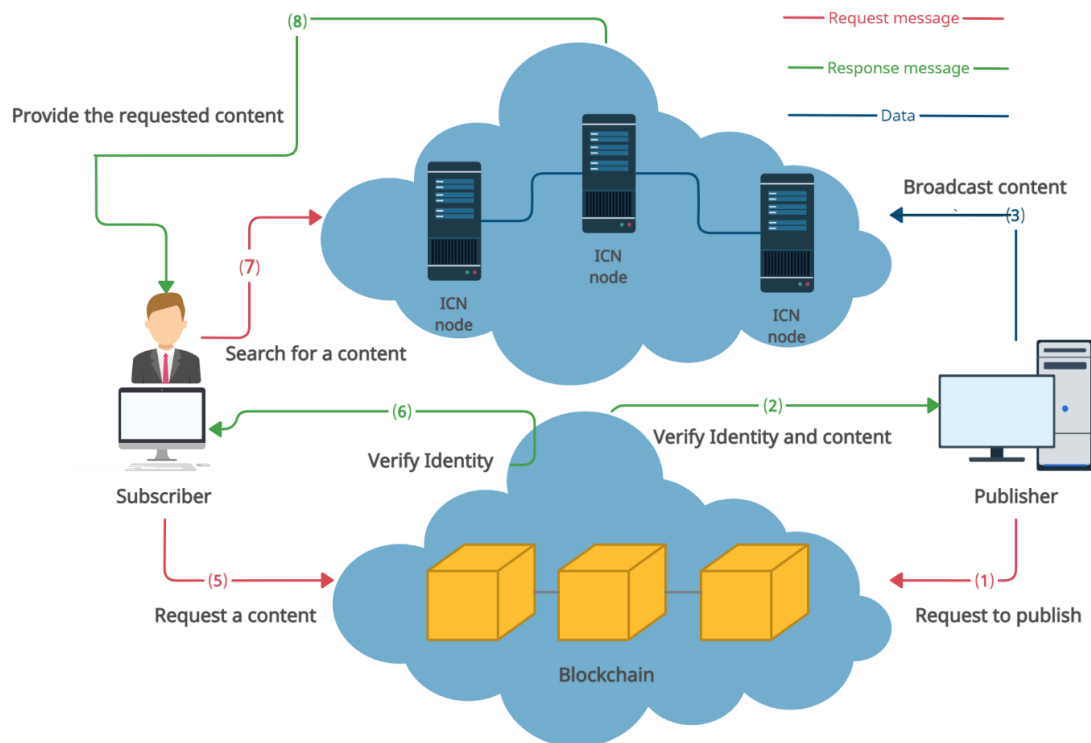 (8)
Request message
Response message
Provide the requested content
Data
Broadcast content
(3)
(7)
ICN
node
ICN
node
ICN
node
Search for a content
(6)
(2)
Verify Identity
Verify Identity and content
Subscriber
Publisher
(5)
(1)
Request a content
Request to publish
Blockchain